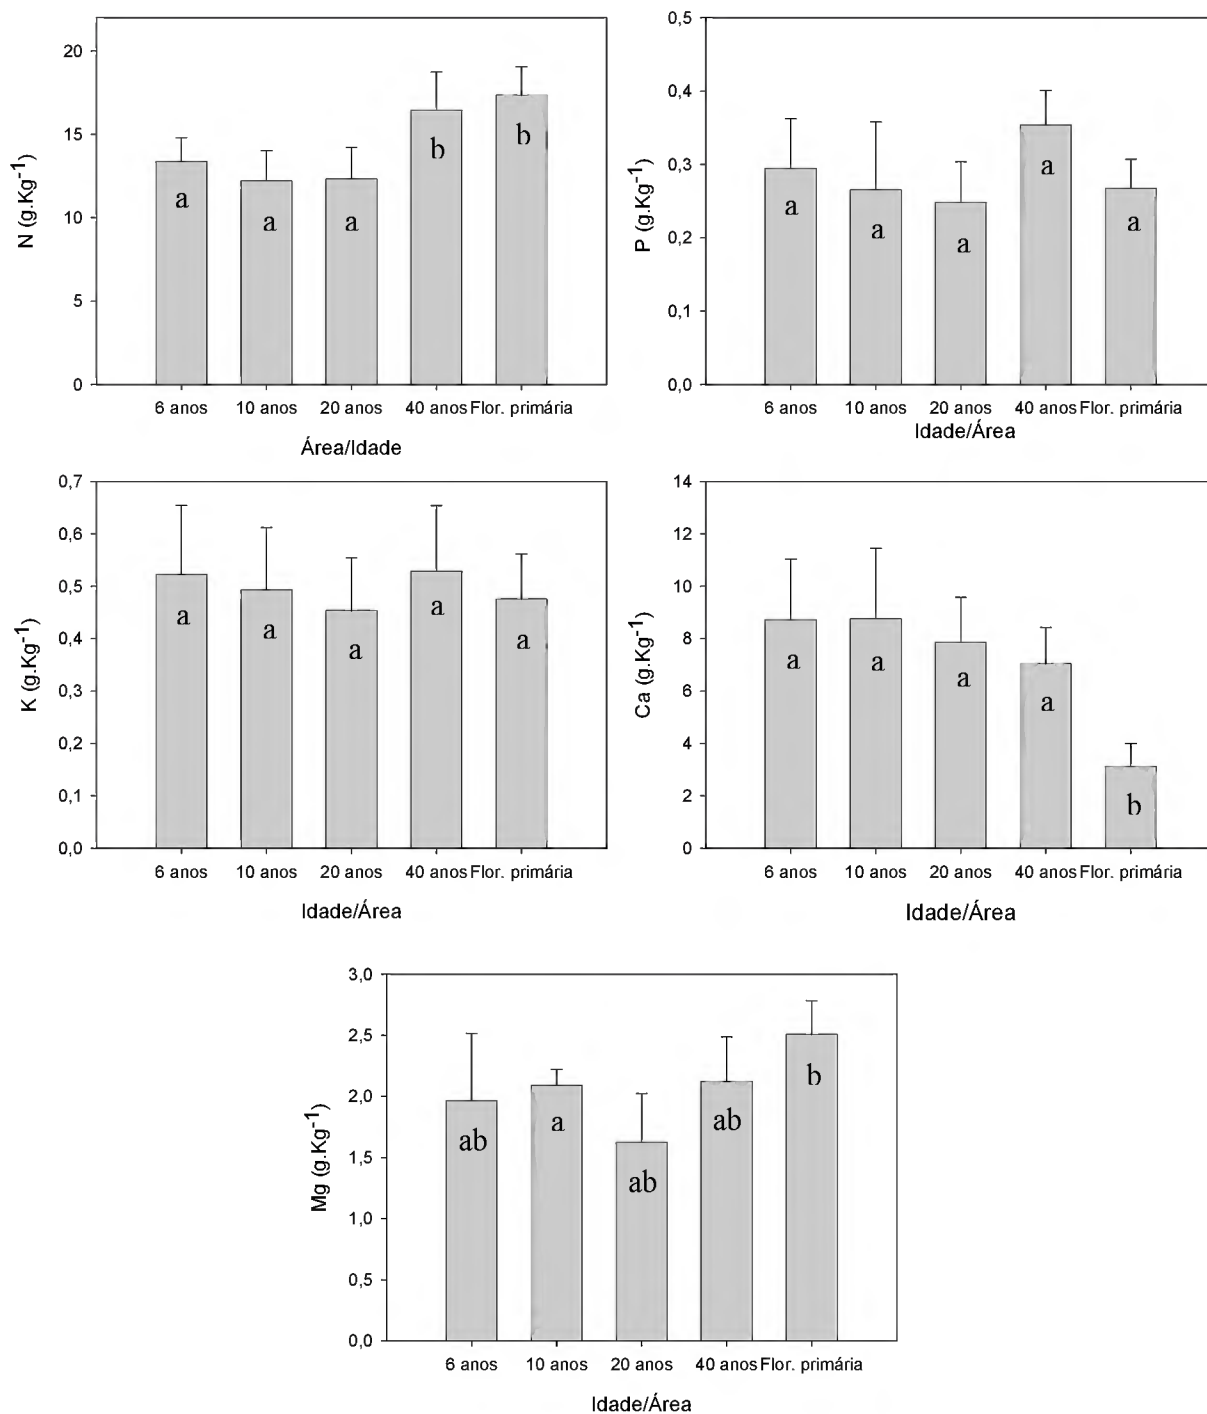 20
15
10
5
0
N (g.Kg-1)
a
a
a
b
b
6 anos 10 anos 20 anos 40 anos Flor. primária
Área/Idade
0,5
0,4
0,3
0,2
0,1
0,0
P (g.Kg-1)
a
a
a
a
a
6 anos 10 anos 20 anos 40 anos Flor. primária
Idade/Área
0,7
0,6
0,5
0,4
0,3
0,2
0,1
0,0
K (g.Kg-1)
a
a
a
a
a
6 anos 10 anos 20 anos 40 anos Flor. primária
Idade/Área
14
12
10
8
6
4
2
0
Ca (g.Kg-1)
a
a
a
a
b
6 anos 10 anos 20 anos 40 anos Flor. primária
Idade/Área
3,0
2,5
2,0
1,5
1,0
0,5
0,0
Mg (g.Kg-1)
ab
a
ab
ab
b
6 anos 10 anos 20 anos 40 anos Flor. primária
Idade/Área